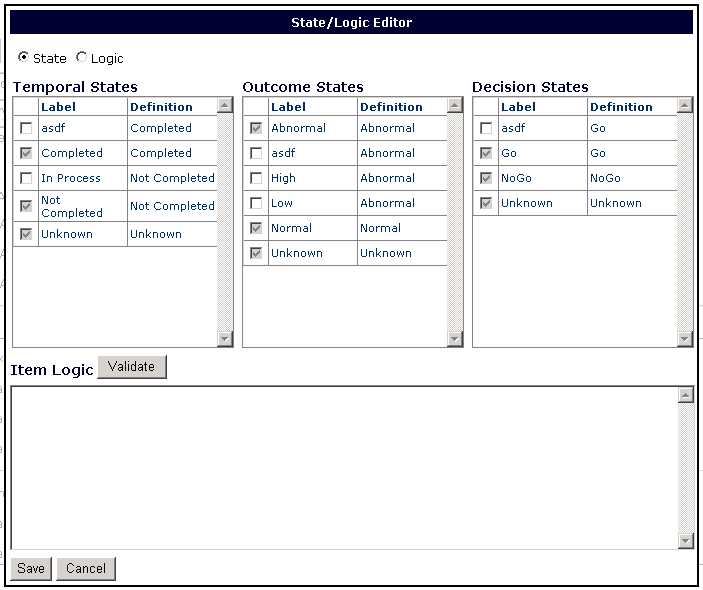 State/Logic Editor
State Logic
Temporal States Outcome States Decision States
Label Definition Label Definition Label Definition
asdf Completed Abnormal Abnormal asdf Go
Completed Completed asdf Abnormal Go Go
In Process Not Completed High Abnormal NoGo NoGo
Not Completed Not Completed Low Abnormal Unknown Unknown
Unknown Unknown Normal Normal
Unknown Unknown
Item Logic Validate
Save Cancel